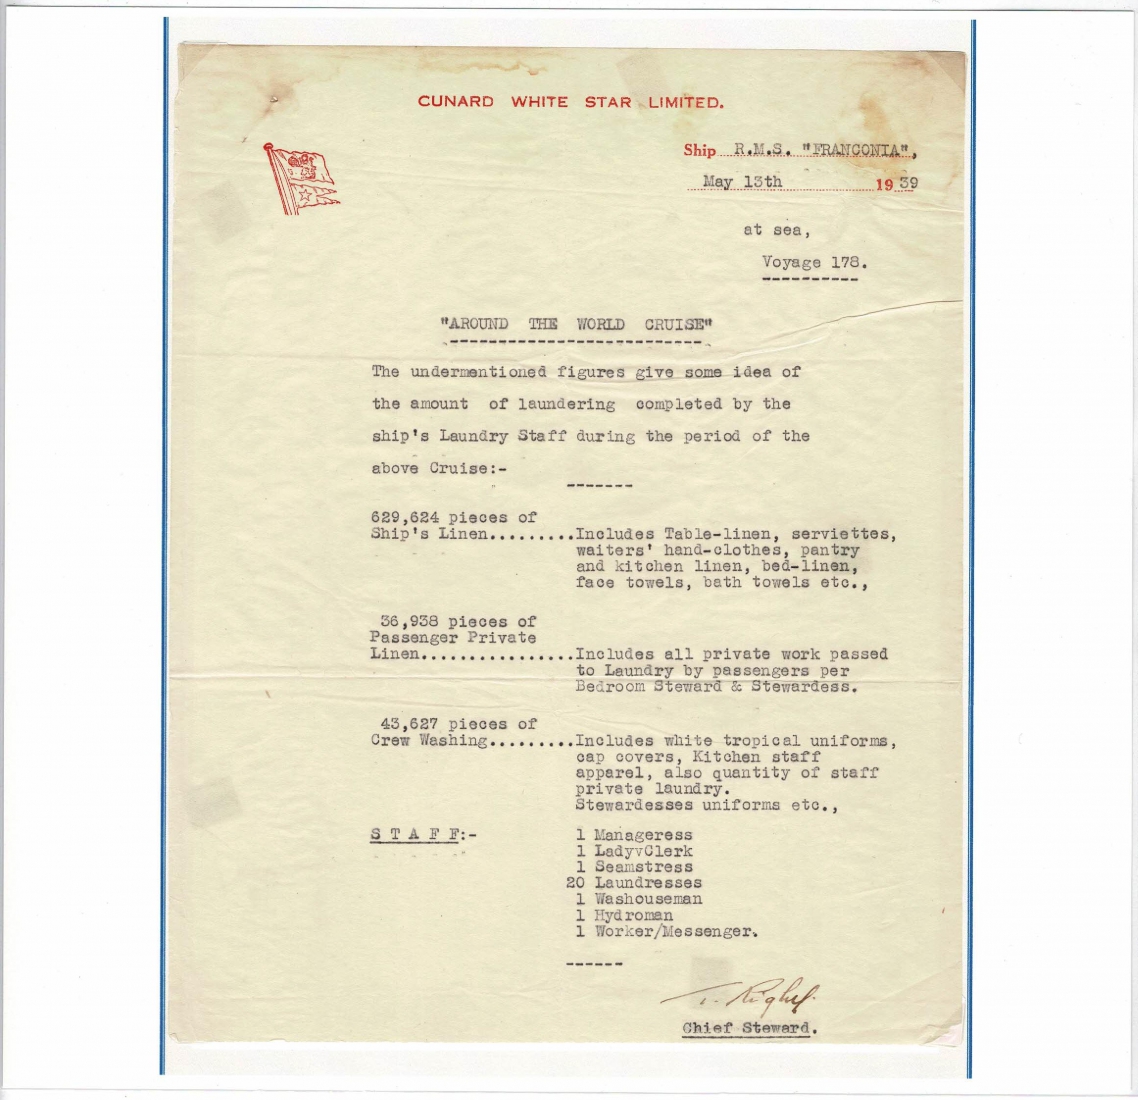 CUNARD WHITE STAR LIMITED.
Ship R.M.S. "FRANCONIA",
May 13th 1939
at sea,
Voyage 178.
"AROUND THE WORLD CRUISE"
The undermentioned figures give some idea of
the amount of laundering completed by the
ship's Laundry Staff during the period of the
above Cruise:-
629,624 pieces of
Ship's Linen.........Includes Table-linen, serviettes,
waiters' hand-clothes, pantry
and kitchen linen, bed-linen,
face towels, bath towels etc.,
36,938 pieces of
Passenger Private
Linen................Includes all private work passed
to Laundry by passengers per
Bedroom Steward & Stewardess.
43,627 pieces of
Crew Washing.........Includes white tropical uniforms,
cap covers, Kitchen staff
apparel, also quantity of staff
private laundry.
Stewardesses uniforms etc.,
S T A F F:- 1 Manageress
1 LadyvClerk
1 Seamstress
20 Laundresses
1 Washouseman
1 Hydroman
1 Worker/Messenger.
Chief Steward.